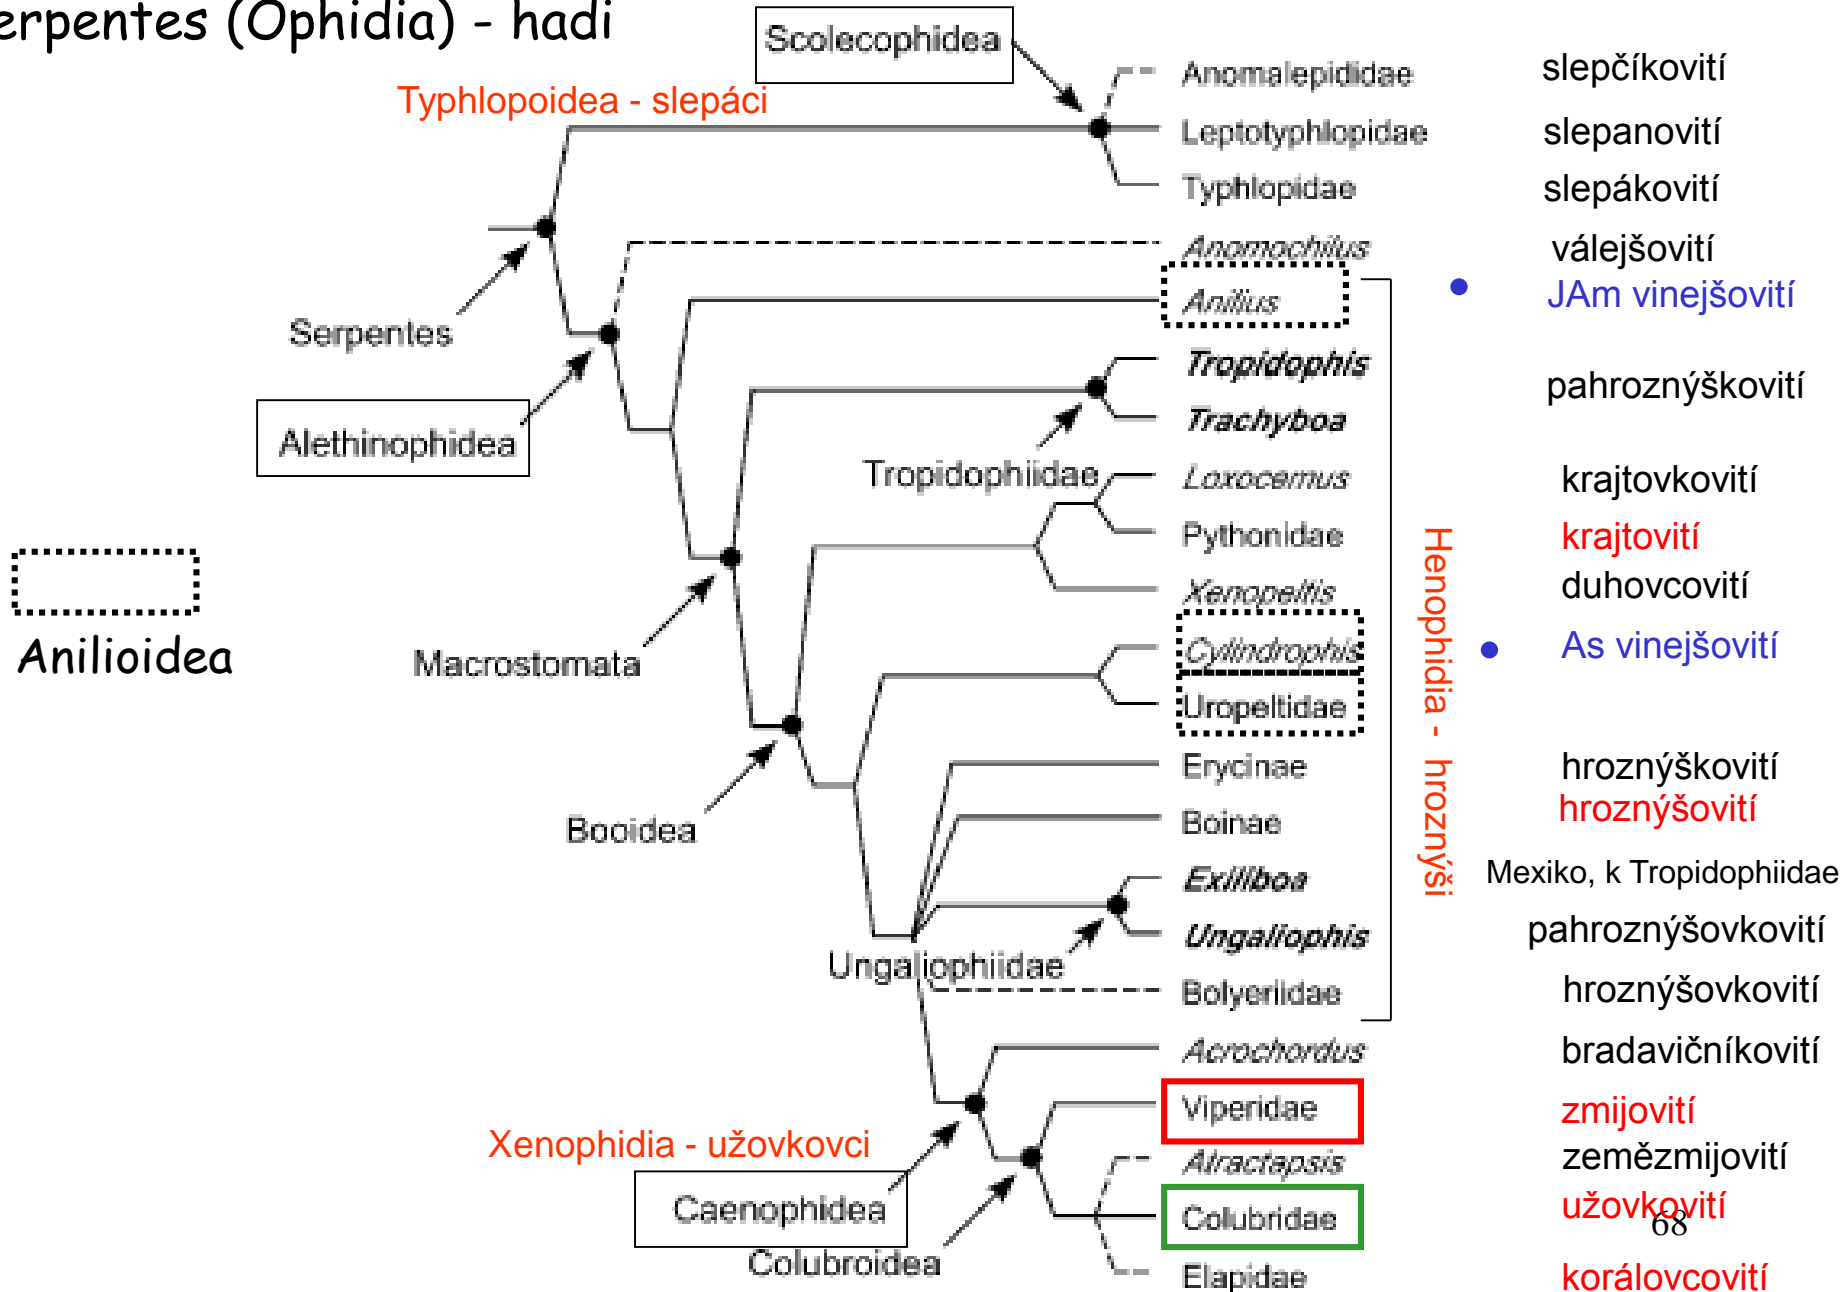 erpentes (Ophidia) - hadi
Scolecophidea
Anomalepididae
slepčíkovití
Typhlopoidea - slepáci
Leptotyphlopidae
slepanovití
Typhlopidae
slepákovití
Anomochilus
válejšovití
Anilius
• JAm vinejšovití
Serpentes
Tropidophis
pahroznýškovití
Trachyboa
Alethinophidea
Tropidophiidae
Loxocemus
krajtovkovití
Pythonidae
krajtovití
Xenopeltis
duhovcovití
Henophidia - hroznýši
Anilioidea
Macrostomata
Cylindrophis
• As vinejšovití
Uropeltidae
Erycinae
hroznýškovití
Booidea
Boinae
hroznýšovití
Exiliboa
Mexiko, k Tropidophiidae
Ungaliophis
pahroznýšovkovití
Ungaliophiidae
Bolyeriidae
hroznýšovkovití
Acrochordus
bradavičníkovití
Viperidae
zmijovití
Xenophidia - užovkovci
Atractapsis
zemězmijovití
Caenophidea
Colubridae
užovkovití
68
Colubroidea
Elapidae
korálovcovití